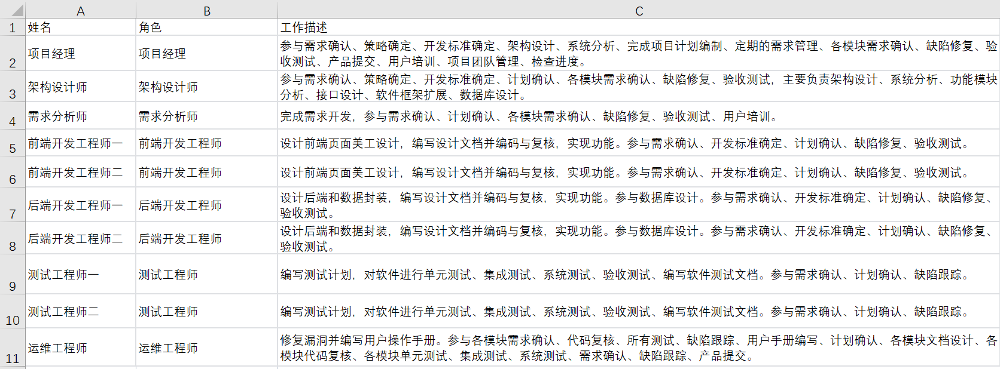 A B C
1 姓名 角色 工作描述
2 项目经理 项目经理 参与需求确认、策略确定、开发标准确定、架构设计、系统分析、完成项目计划编制、定期的需求管理、各模块需求确认、缺陷修复、验
收测试、产品提交、用户培训、项目团队管理、检查进度。
3 架构设计师 架构设计师 参与需求确认、策略确定、开发标准确定、计划确认、各模块需求确认、缺陷修复、验收测试，主要负责架构设计、系统分析、功能模块
分析、接口设计、软件框架扩展、数据库设计。
4 需求分析师 需求分析师 完成需求开发，参与需求确认、计划确认、各模块需求确认、缺陷修复、验收测试、用户培训。
5 前端开发工程师一 前端开发工程师 设计前端页面美工设计，编写设计文档并编码与复核，实现功能。参与需求确认、开发标准确定、计划确认、缺陷修复、验收测试。
6 前端开发工程师二 前端开发工程师 设计前端页面美工设计，编写设计文档并编码与复核，实现功能。参与需求确认、开发标准确定、计划确认、缺陷修复、验收测试。
7 后端开发工程师一 后端开发工程师 设计后端和数据封装，编写设计文档并编码与复核，实现功能。参与数据库设计。参与需求确认、开发标准确定、计划确认、缺陷修复、
验收测试。
8 后端开发工程师二 后端开发工程师 设计后端和数据封装，编写设计文档并编码与复核，实现功能。参与数据库设计。参与需求确认、开发标准确定、计划确认、缺陷修复、
验收测试。
9 测试工程师一 测试工程师 编写测试计划，对软件进行单元测试、集成测试、系统测试、验收测试、编写软件测试文档。参与需求确认、计划确认、缺陷跟踪。
10 测试工程师二 测试工程师 编写测试计划，对软件进行单元测试、集成测试、系统测试、验收测试、编写软件测试文档。参与需求确认、计划确认、缺陷跟踪。
11 运维工程师 运维工程师 修复漏洞并编写用户操作手册。参与各模块需求确认、代码复核、所有测试、缺陷跟踪、用户手册编写、计划确认、各模块文档设计、各
模块代码复核、各模块单元测试、集成测试、系统测试、需求确认、缺陷跟踪、产品提交。